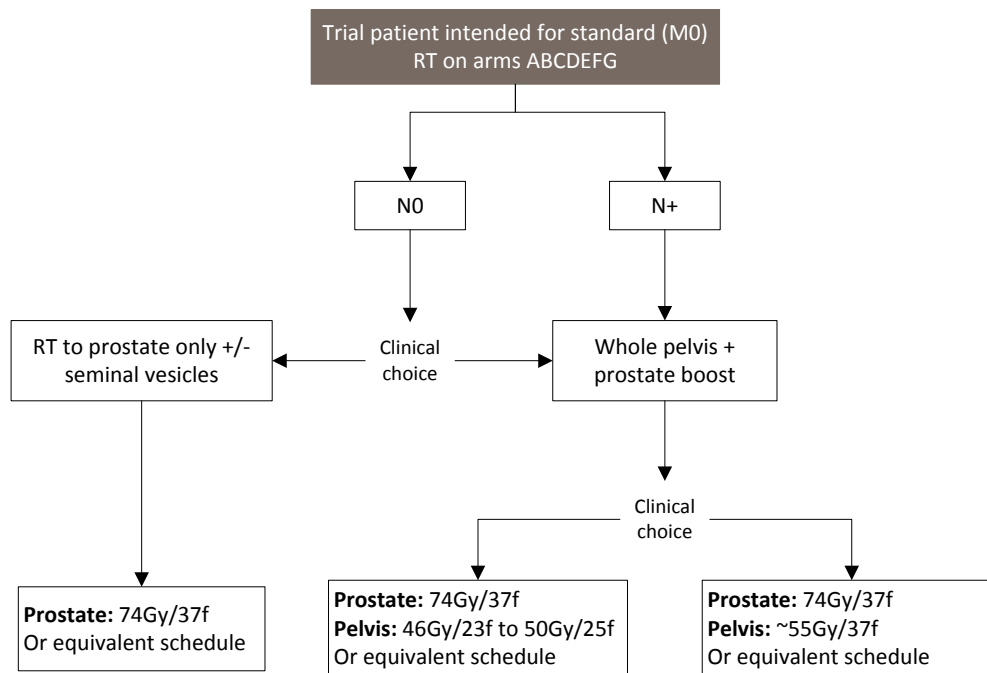 Trial patient intended for standard (M0)
RT on arms ABCDEFG
N0
N+
RT to prostate only +/-
seminal vesicles
Clinical
choice
Whole pelvis +
prostate boost
Clinical
choice
Prostate: 74Gy/37f
Or equivalent schedule
Prostate: 74Gy/37f
Pelvis: 46Gy/23f to 50Gy/25f
Or equivalent schedule
Prostate: 74Gy/37f
Pelvis: ~55Gy/37f
Or equivalent schedule